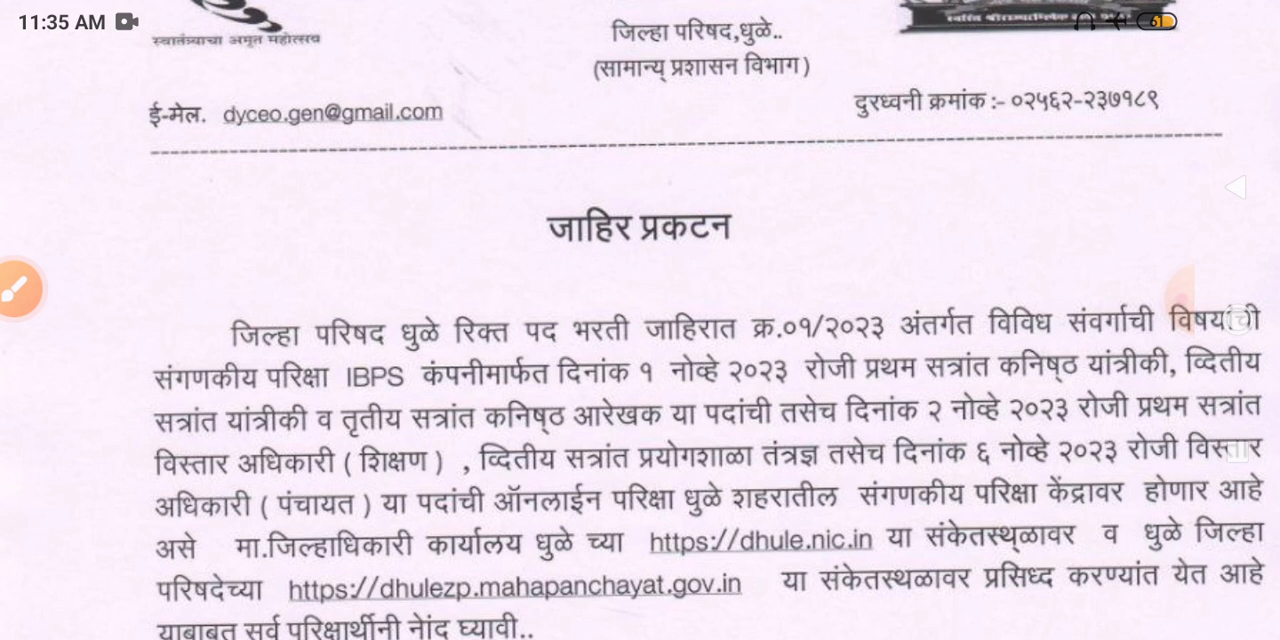 11:35 AM
61
स्वातंत्र्याचा अमृत महोत्सव
जिल्हा परिषद,धुळे..
(सामान्य् प्रशासन विभाग)
ई-मेल. dyceo.gen@gmail.com
दुरध्वनी क्रमांक :- ०२५६२-२३७१८९
जाहिर प्रकटन
जिल्हा परिषद धुळे रिक्त पद भरती जाहिरात क्र.०१/२०२३ अंतर्गत विविध संवर्गाची विषयांची
संगणकीय परिक्षा IBPS कंपनीमार्फत दिनांक १ नोव्हे २०२३ रोजी प्रथम सत्रांत कनिष्ठ यांत्रीकी, व्दितीय
सत्रांत यांत्रीकी व तृतीय सत्रांत कनिष्ठ आरेखक या पदांची तसेच दिनांक २ नोव्हे २०२३ रोजी प्रथम सत्रांत
विस्तार अधिकारी ( शिक्षण ) , व्दितीय सत्रांत प्रयोगशाळा तंत्रज्ञ तसेच दिनांक ६ नोव्हे २०२३ रोजी विस्तार
अधिकारी ( पंचायत ) या पदांची ऑनलाईन परिक्षा धुळे शहरातील संगणकीय परिक्षा केंद्रावर होणार आहे
असे मा.जिल्हाधिकारी कार्यालय धुळे च्या https://dhule.nic.in या संकेतस्थ्ळावर व धुळे जिल्हा
परिषदेच्या https://dhulezp.mahapanchayat.gov.in या संकेतस्थळावर प्रसिध्द करण्यांत येत आहे
याबाबत सर्व परिक्षार्थीनी नोंद घ्यावी..